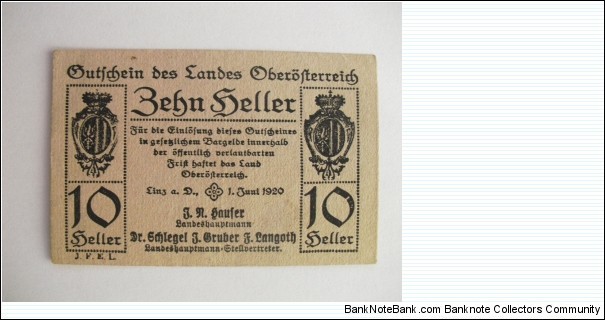 Gutschein des Landes Oberösterreich
Zehn Heller
Für die Einlösung dieses Gutscheines
in gesetzlichem Bargelde innerhalb
der öffentlich verlautbarten
Frist haftet das Land
Oberösterreich.
Linz a. D., 1. Juni 1920
J. N. Hauser
Landeshauptmann
Dr. Schlegel J. Gruber F. Langoth
Landeshauptmann-Stellvertreter.
10
Heller
10
Heller
J. F. E. L.
BankNoteBank.com - Banknote Collectors Community